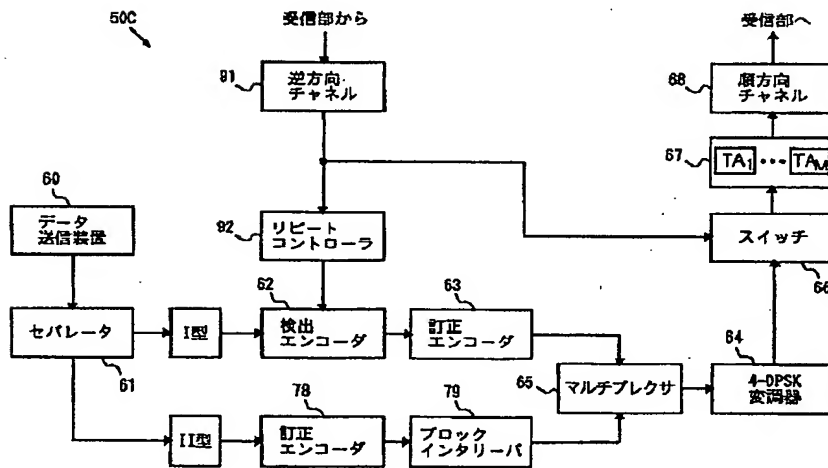 50C
受信部から
受信部へ
91
逆方向
チャネル
68
順方向
チャネル
67
TA1 ••• TAM
60
データ
送信装置
92
リピート
コントローラ
スイッチ
66
62
63
セパレータ
61
I型
検出
エンコーダ
訂正
エンコーダ
64
65
マルチプレクサ
4-DPSK
変調器
78
79
II型
訂正
エンコーダ
ブロック
インタリーバ